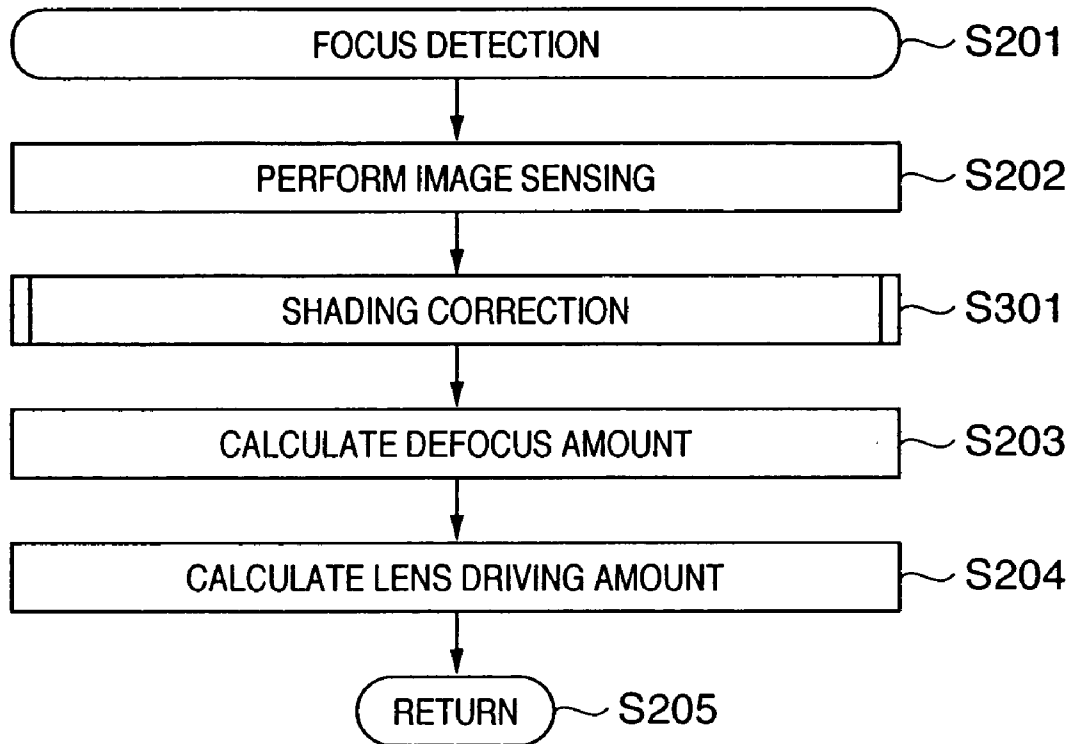 FOCUS DETECTION S201
PERFORM IMAGE SENSING S202
SHADING CORRECTION S301
CALCULATE DEFOCUS AMOUNT S203
CALCULATE LENS DRIVING AMOUNT S204
RETURN S205